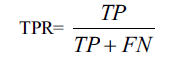 TPR= TP / TP + FN